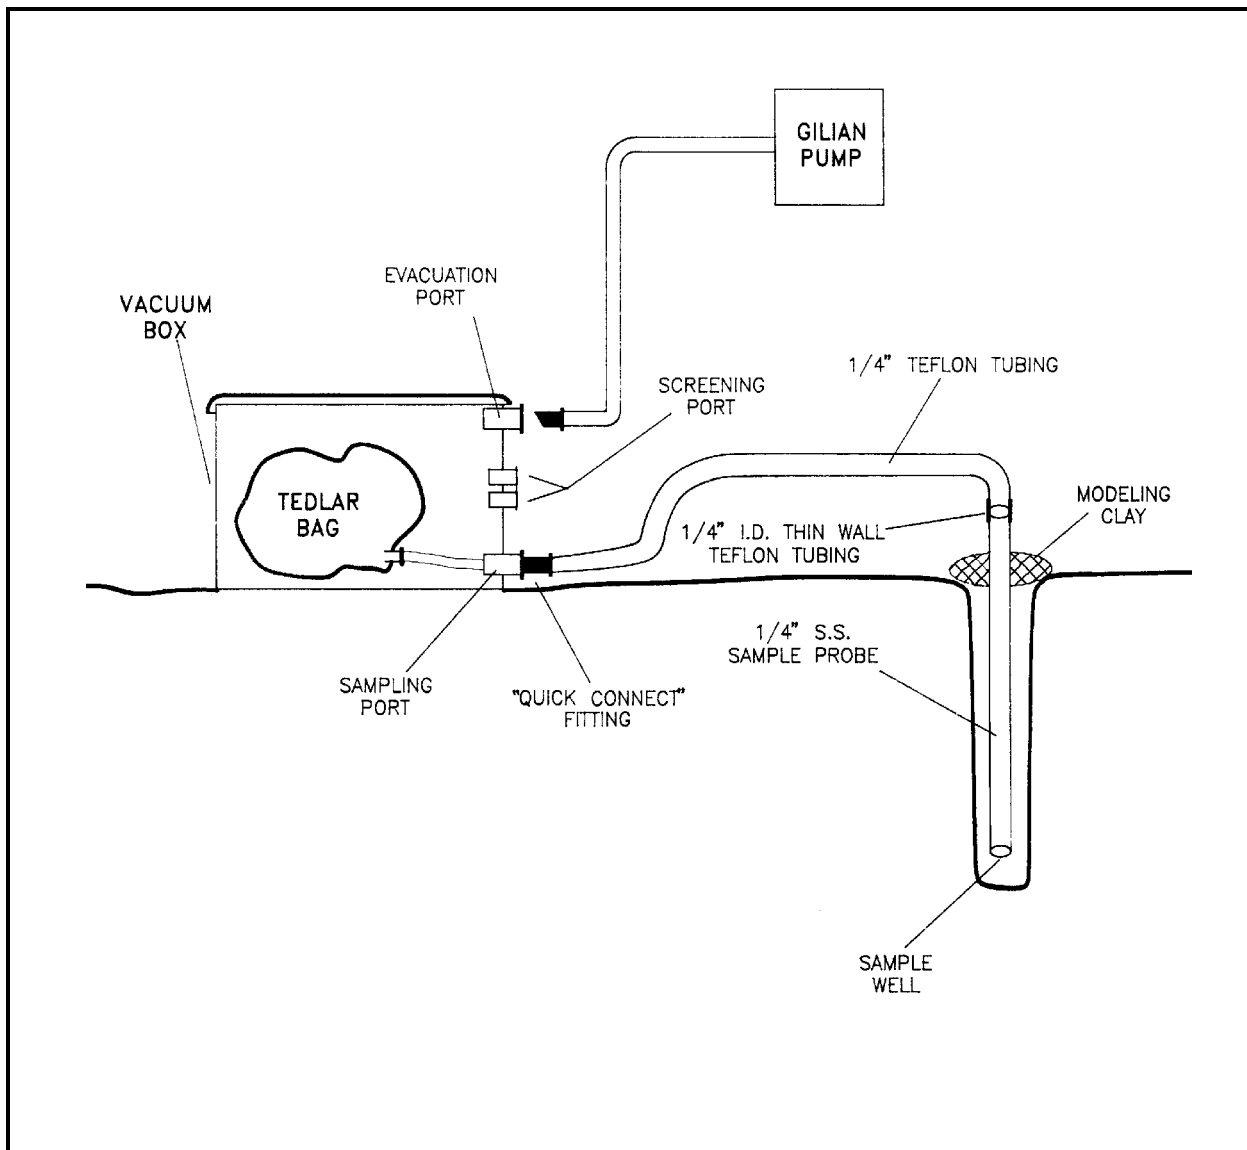 GILIAN
PUMP
EVACUATION
PORT
VACUUM
BOX
1/4" TEFLON TUBING
SCREENING
PORT
TEDLAR
BAG
MODELING
CLAY
1/4" I.D. THIN WALL
TEFLON TUBING
1/4" S.S.
SAMPLE PROBE
SAMPLING
PORT
"QUICK CONNECT"
FITTING
SAMPLE
WELL